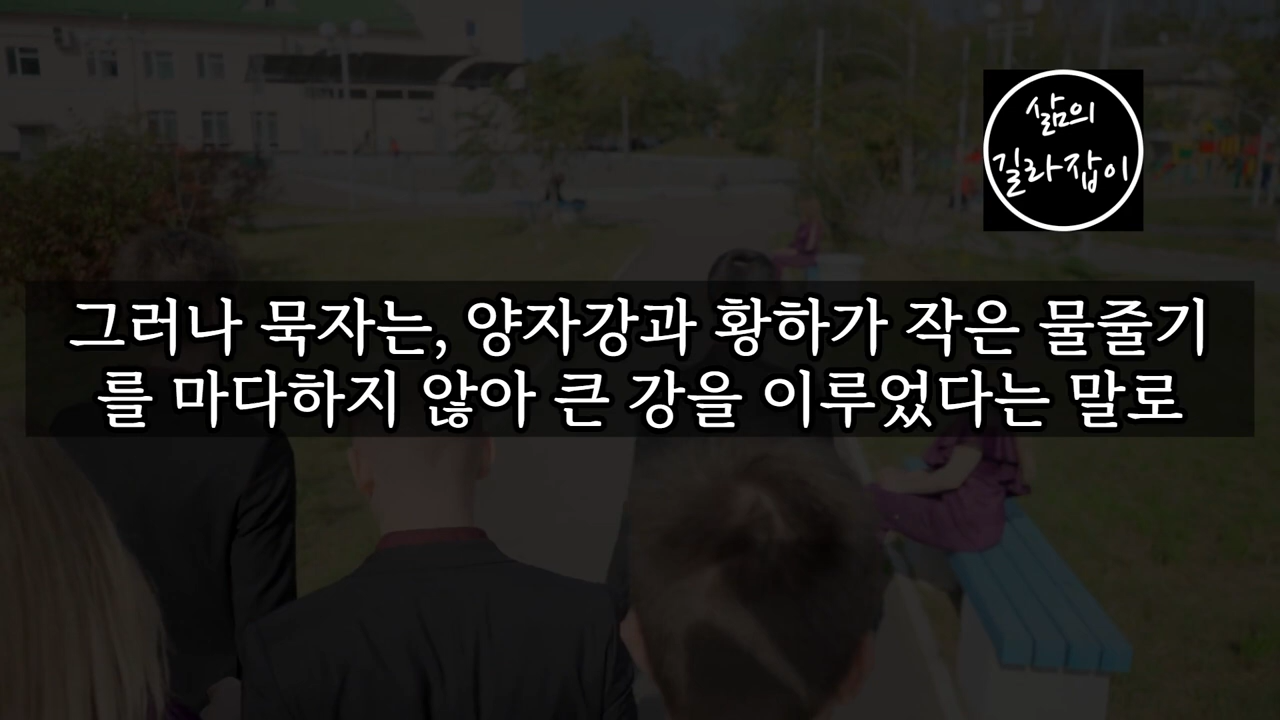 삶의
길라잡이
그러나 묵자는, 양자강과 황하가 작은 물줄기
를 마다하지 않아 큰 강을 이루었다는 말로